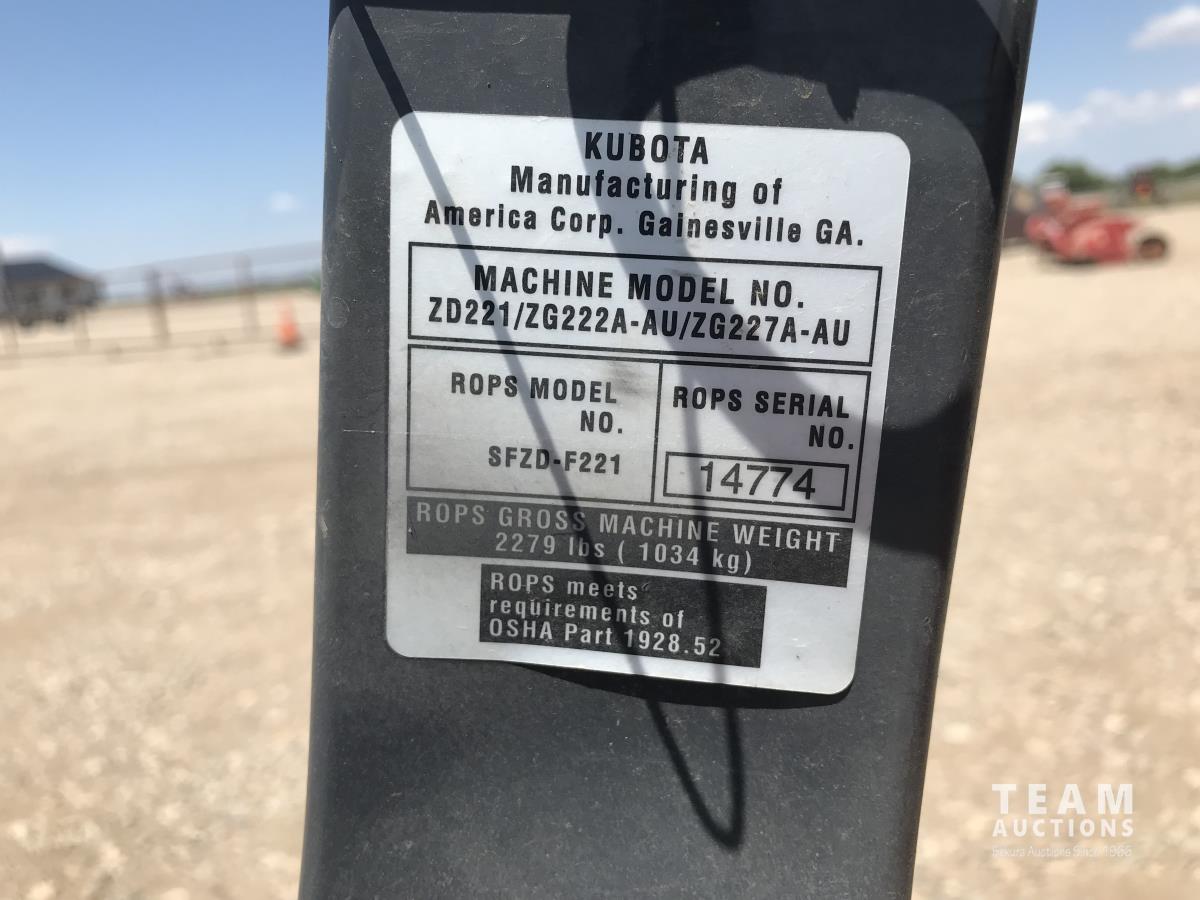 KUBOTA
Manufacturing of
America Corp. Gainesville GA.
MACHINE MODEL NO.
ZD221/ZG222A-AU/ZG227A-AU
ROPS MODEL
NO.
SFZD-F221
ROPS SERIAL
NO.
14774
ROPS GROSS MACHINE WEIGHT
2279 lbs ( 1034 kg)
ROPS meets
requirements of
OSHA Part 1928.52
TEAM
AUCTIONS
Auctions Since